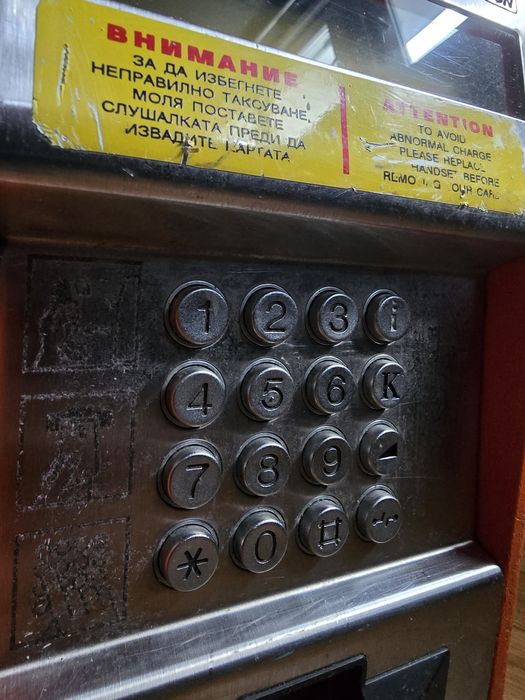 ВНИМАНИЕ
ЗА ДА ИЗБЕГНЕТЕ
НЕПРАВИЛНО ТАКСУВАНЕ,
МОЛЯ ПОСТАВЕТЕ
СЛУШАЛКАТА ПРЕДИ ДА
ИЗВАДИТЕ КАРТАТА
ATTENTION
TO AVOID
ABNORMAL CHARGE
PLEASE REPLACE
HANDSET BEFORE
1 2 3 i
4 5 6 K
7 8 9
* 0 #